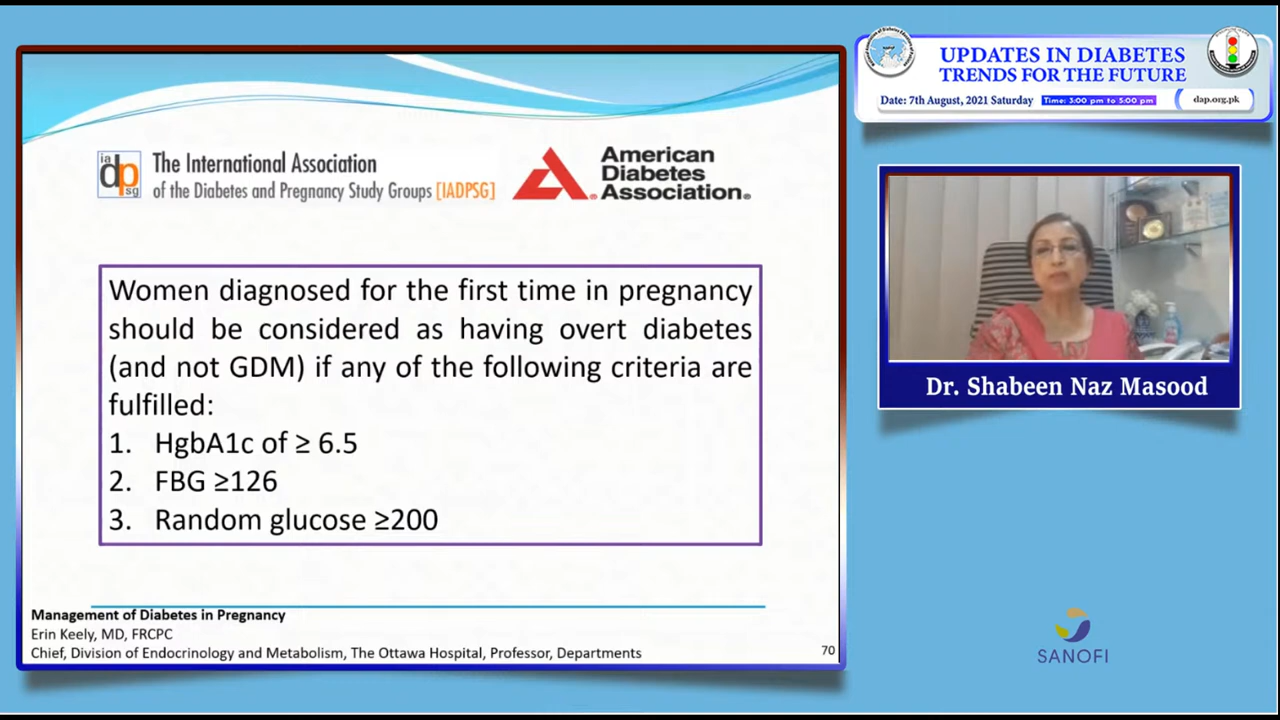 UPDATES IN DIABETES
TRENDS FOR THE FUTURE
Date: 7th August, 2021 Saturday
Time: 3:00 pm to 5:00 pm
dap.org.pk
iadpsg
The International Association
of the Diabetes and Pregnancy Study Groups [IADPSG]
American
Diabetes
Association®
Women diagnosed for the first time in pregnancy
should be considered as having overt diabetes
(and not GDM) if any of the following criteria are
fulfilled:
1. HgbA1c of ≥ 6.5
2. FBG ≥126
3. Random glucose ≥200
Management of Diabetes in Pregnancy
Erin Keely, MD, FRCPC
Chief, Division of Endocrinology and Metabolism, The Ottawa Hospital, Professor, Departments
70
Dr. Shabeen Naz Masood
SANOFI